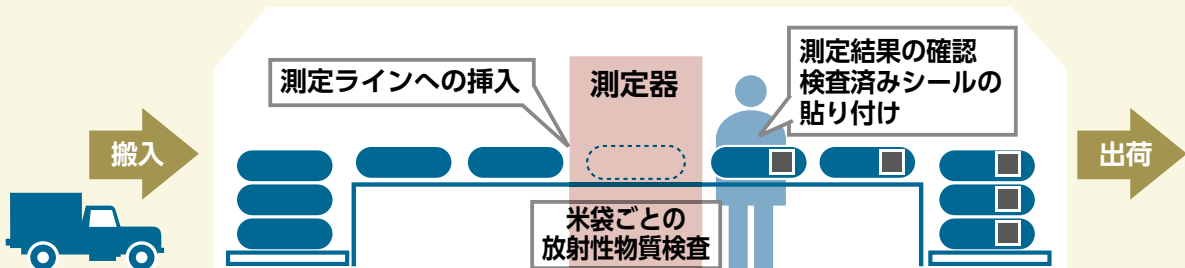 搬入
測定ラインへの挿入
測定器
測定結果の確認
検査済みシールの
貼り付け
米袋ごとの
放射性物質検査
出荷